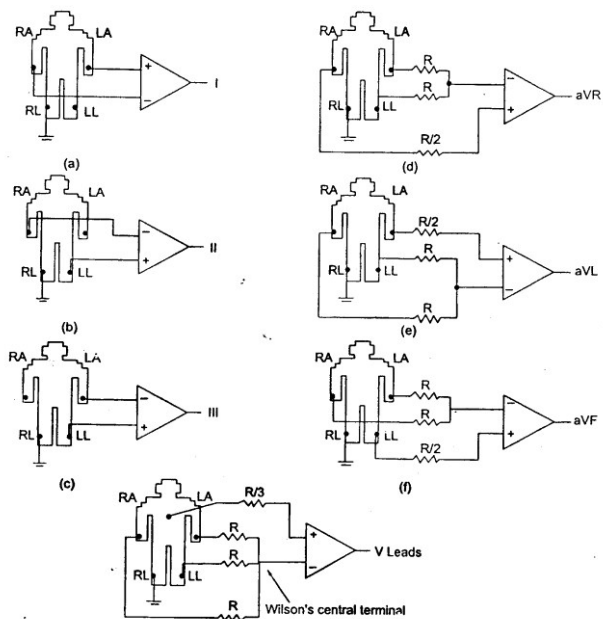 RA LA
+
−
I
RL LL
(a)
RA LA
−
+
II
RL LL
(b)
RA LA
−
+
III
RL LL
(c)
RA LA
R
R
−
+
aVR
RL LL
R/2
(d)
RA LA
R/2
R
+
−
aVL
RL LL
R
(e)
RA LA
R
R
−
+
aVF
RL LL
R/2
(f)
RA LA
R/3
R
R
+
−
V Leads
RL LL
R
Wilson's central terminal